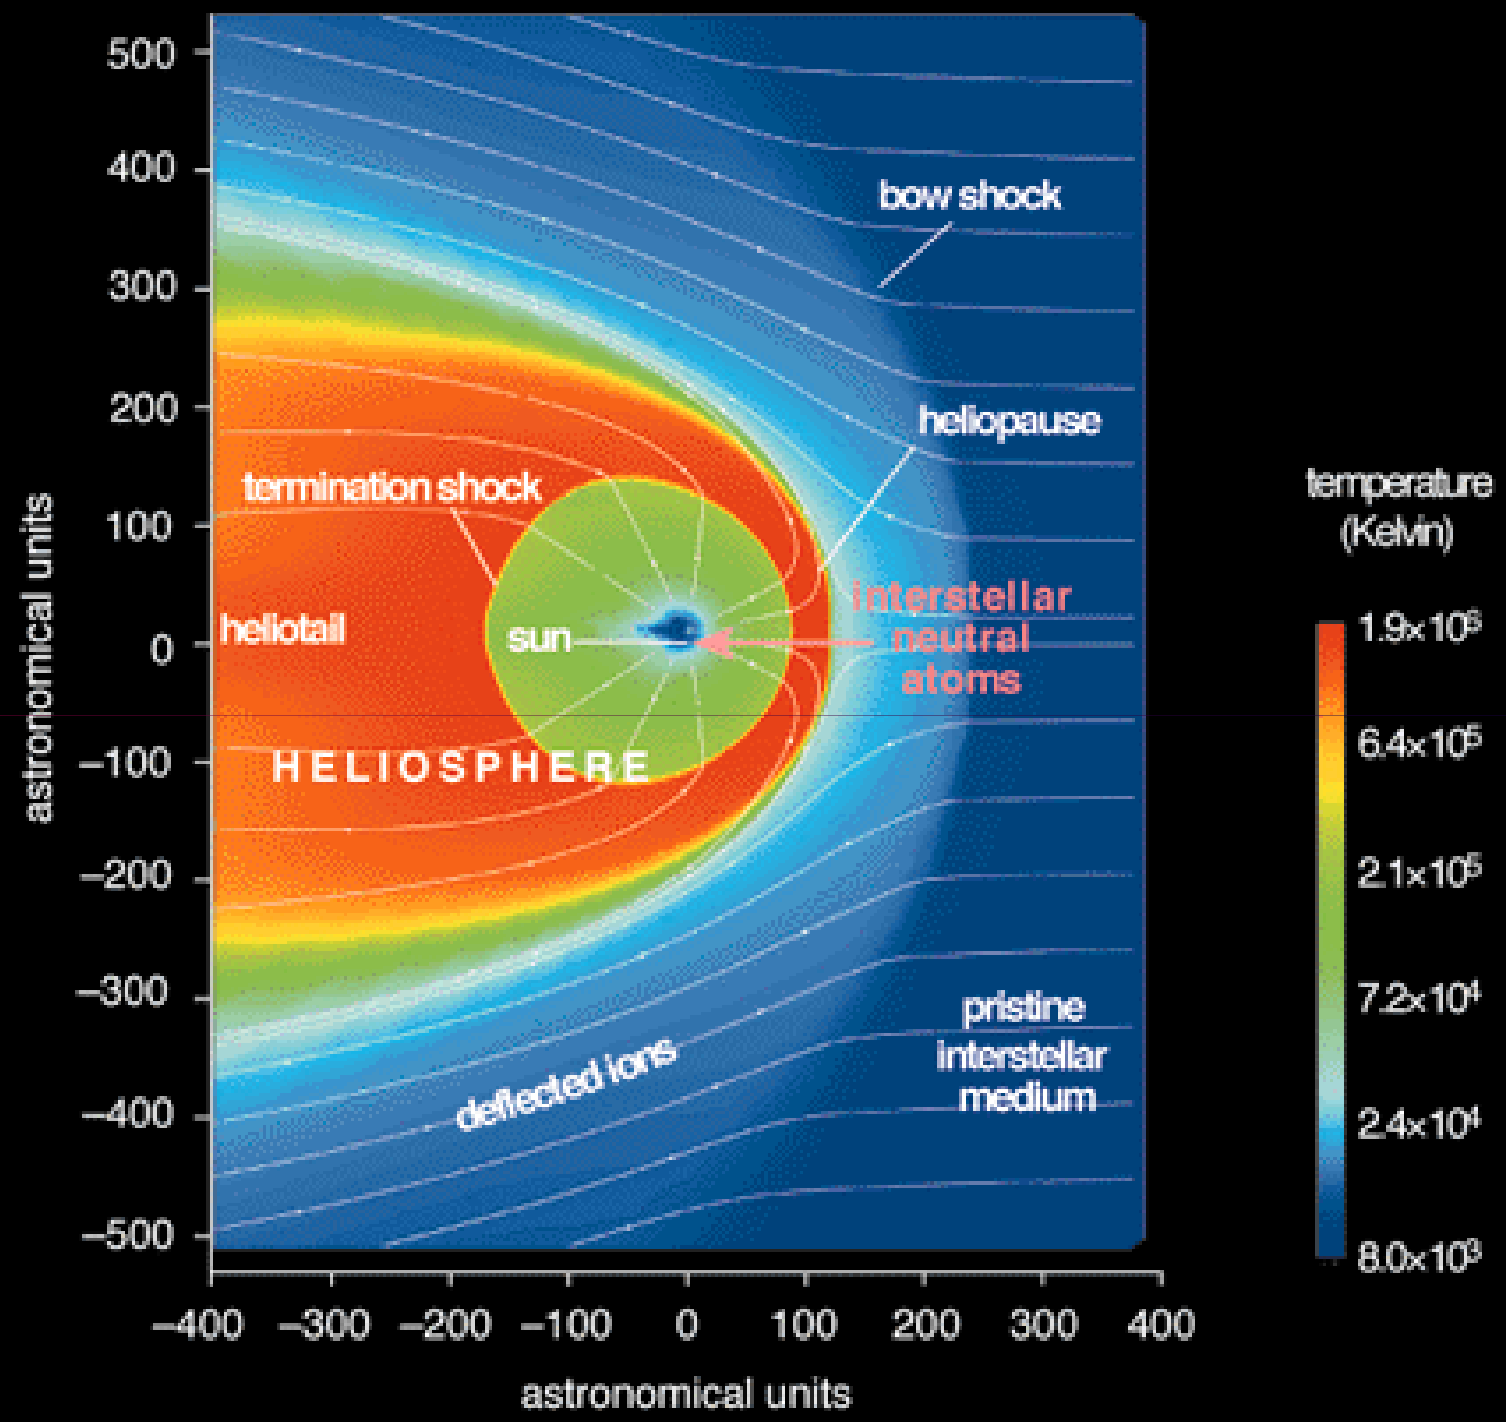 500
400
300
200
100
0
−100
−200
−300
−400
−500
astronomical units
bow shock
heliopause
termination shock
interstellar
neutral
atoms
heliotail
sun
HELIOSPHERE
deflected ions
pristine
interstellar
medium
−400 −300 −200 −100 0 100 200 300 400
astronomical units
temperature
(Kelvin)
1.9×10⁶
6.4×10⁵
2.1×10⁵
7.2×10⁴
2.4×10⁴
8.0×10³